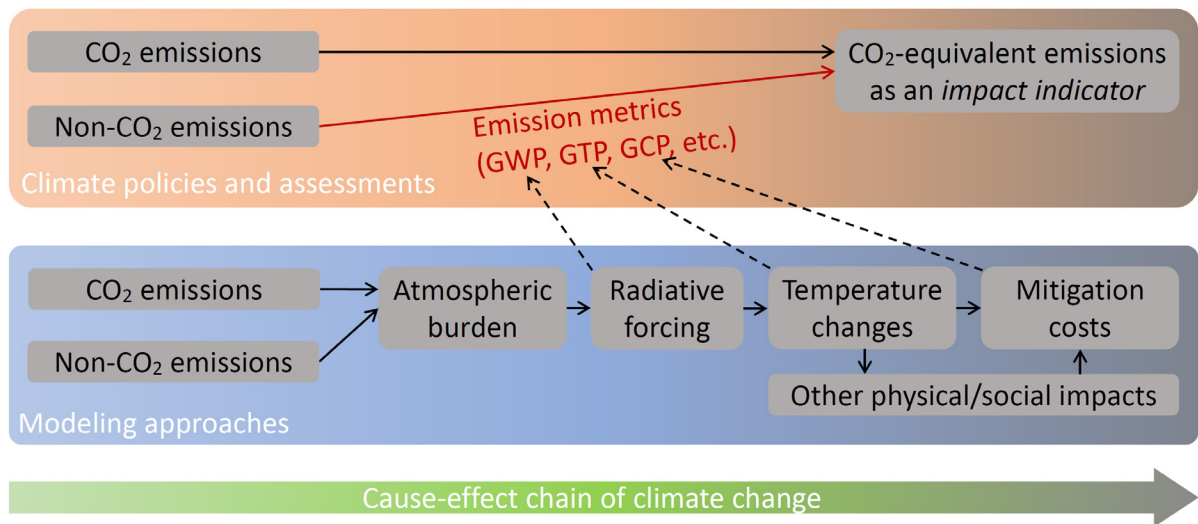 CO₂ emissions
CO₂-equivalent emissions
as an impact indicator
Non-CO₂ emissions
Emission metrics
(GWP, GTP, GCP, etc.)
Climate policies and assessments
CO₂ emissions
Non-CO₂ emissions
Atmospheric
burden
Radiative
forcing
Temperature
changes
Mitigation
costs
Other physical/social impacts
Modeling approaches
Cause-effect chain of climate change